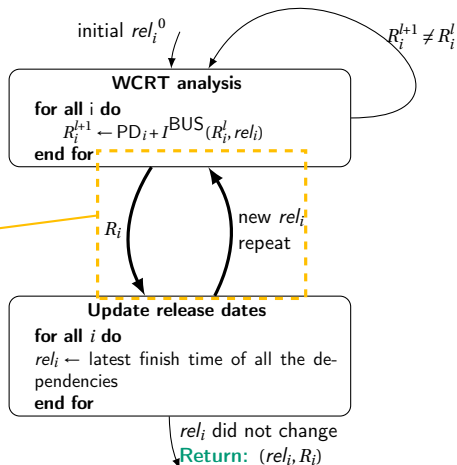 initial rel_i^0
R_i^{l+1} ≠ R_i^l
WCRT analysis
for all i do
R_i^{l+1} ← PD_i + I^{BUS}(R_i^l, rel_i)
end for
R_i
new rel_i
repeat
Update release dates
for all i do
rel_i ← latest finish time of all the de-
pendencies
end for
rel_i did not change
Return: (rel_i, R_i)